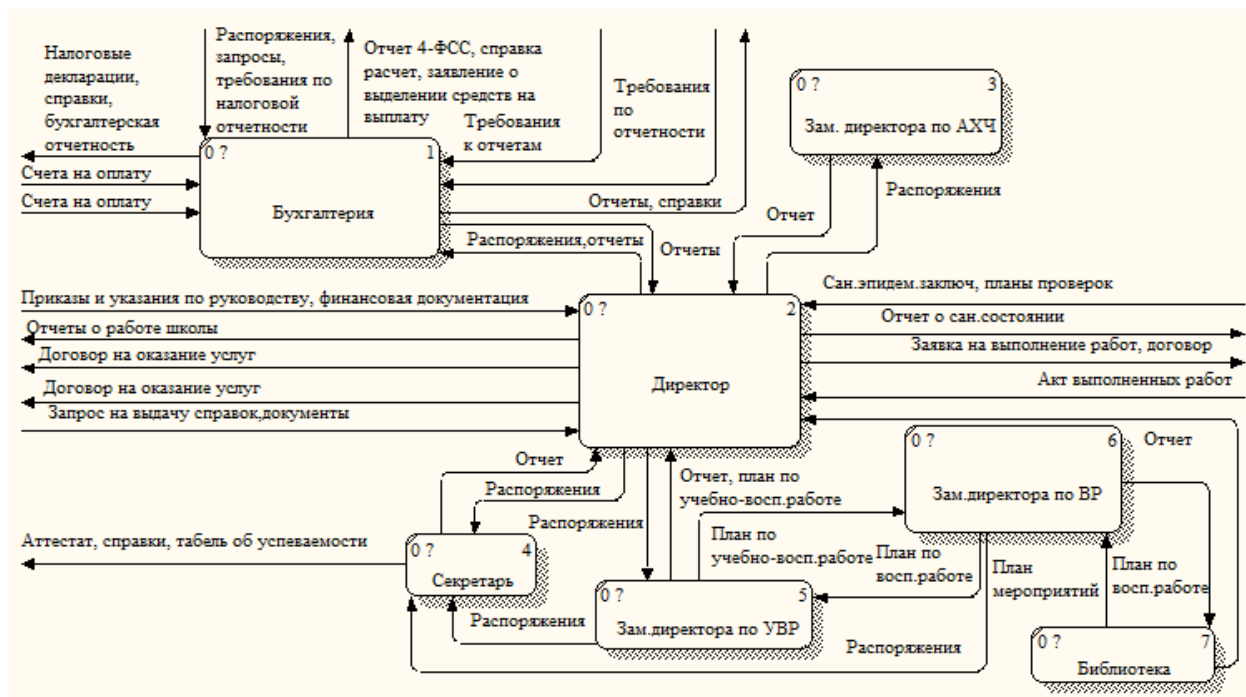 Налоговые
декларации,
справки,
бухгалтерская
отчетность
Распоряжения,
запросы,
требования по
налоговой
отчетности
Отчет 4-ФСС, справка
расчет, заявление о
выделении средств на
выплату
Требования
к отчетам
Требования
по
отчетности
0 ?
3
Зам. директора по АХЧ
0 ?
1
Бухгалтерия
Счета на оплату
Счета на оплату
Отчеты, справки
Распоряжения,отчеты
Отчеты
Отчет
Распоряжения
Приказы и указания по руководству, финансовая документация
Отчеты о работе школы
Договор на оказание услуг
Договор на оказание услуг
Запрос на выдачу справок,документы
0 ?
2
Директор
Сан.эпидем.заключ, планы проверок
Отчет о сан.состоянии
Заявка на выполнение работ, договор
Акт выполненных работ
Отчет
Распоряжения
Распоряжения
Отчет, план по
учебно-восп.работе
План по
учебно-восп.работе
0 ?
6
Зам.директора по ВР
Отчет
Аттестат, справки, табель об успеваемости
0 ?
4
Секретарь
Распоряжения
0 ?
5
Зам.директора по УВР
План по
восп.работе
План
мероприятий
План по
восп.работе
Распоряжения
0 ?
7
Библиотека